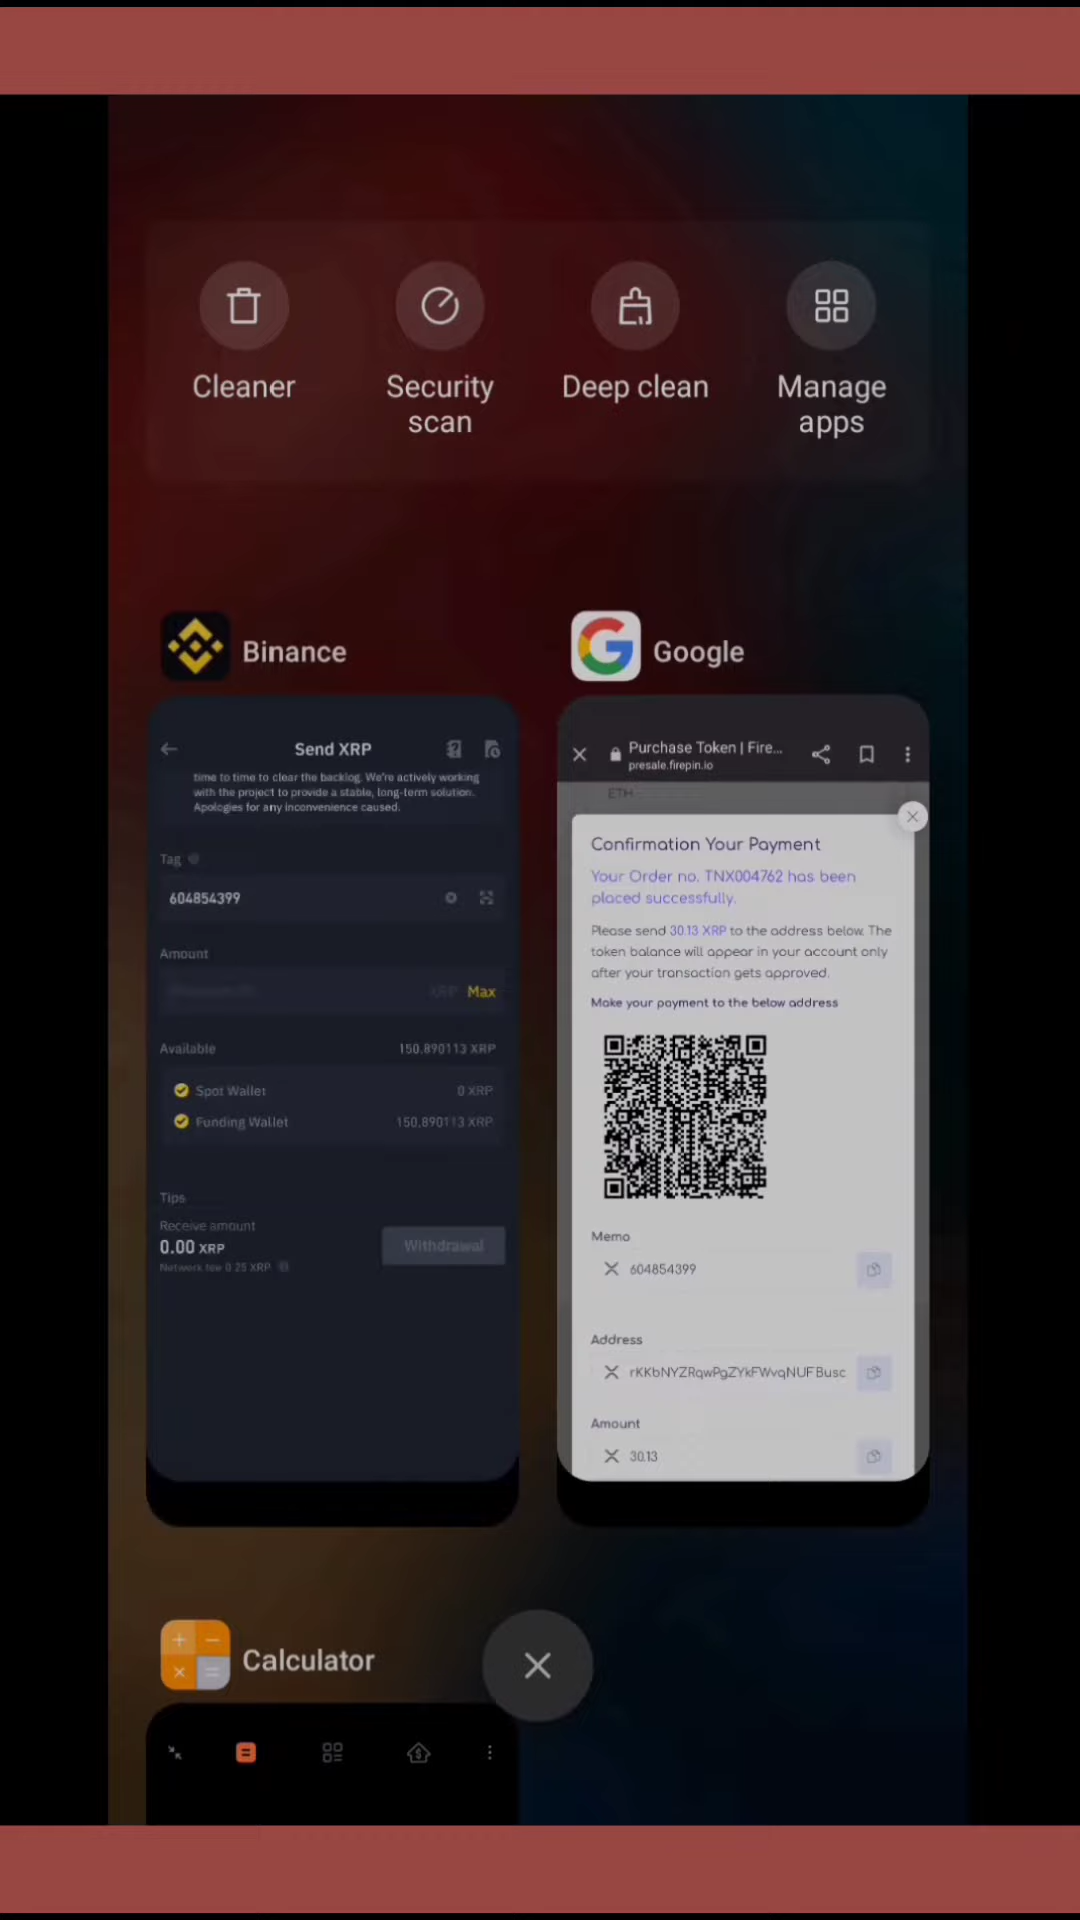 Cleaner
Security
scan
Deep clean
Manage
apps
Binance
Send XRP
time to time to clear the backlog. We're actively working
with the project to provide a stable, long-term solution.
Apologies for any inconvenience caused.
Tag
604854399
Amount
XRP Max
Available 150.890113 XRP
Spot Wallet 0 XRP
Funding Wallet 150.890113 XRP
Tips
Receive amount
0.00 XRP
Network fee 0.25 XRP
Withdrawal
Google
Purchase Token | Fire...
presale.firepin.io
ETH
Confirmation Your Payment
Your Order no. TNX004762 has been
placed successfully.
Please send 30.13 XRP to the address below. The
token balance will appear in your account only
after your transaction gets approved.
Make your payment to the below address
Memo
604854399
Address
rKKbNYZRqwPgZYkFWvqNUFBusc
Amount
30.13
Calculator